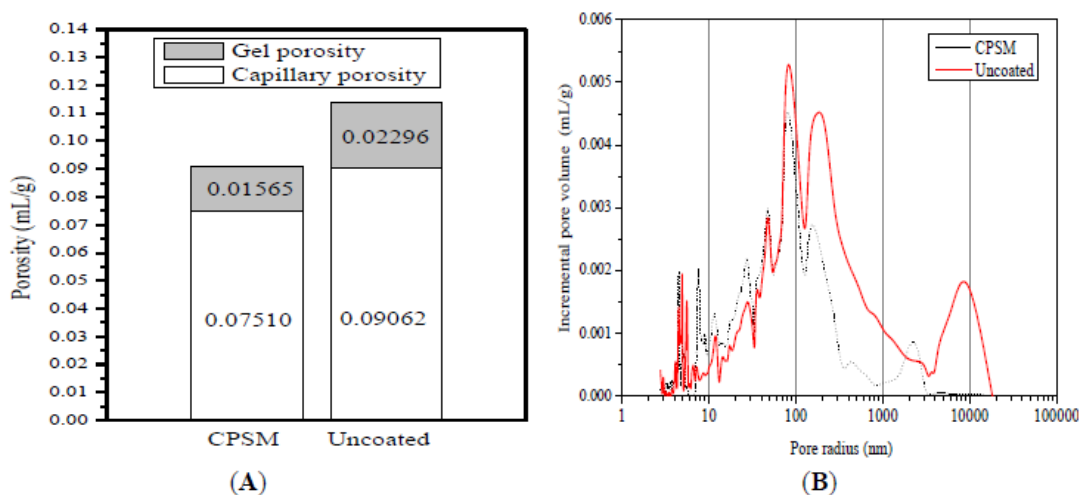 0.14
0.13
0.12
0.11
0.10
0.09
0.08
0.07
0.06
0.05
0.04
0.03
0.02
0.01
0.00
Porosity (mL/g)
Gel porosity
Capillary porosity
0.01565
0.07510
0.02296
0.09062
CPSM
Uncoated
(A)
0.006
0.005
0.004
0.003
0.002
0.001
0.000
Incremental pore volume (mL/g)
CPSM
Uncoated
1
10
100
1000
10000
100000
Pore radius (nm)
(B)